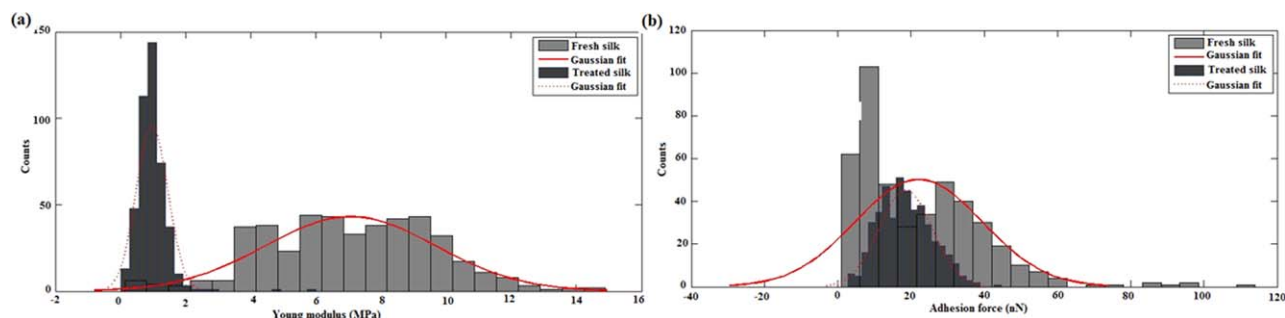 (a)
150
100
50
0
-2
0
2
4
6
8
10
12
14
16
Counts
Young modulus (MPa)
Fresh silk
Gaussian fit
Treated silk
Gaussian fit
(b)
120
100
80
60
40
20
0
-40
-20
0
20
40
60
80
100
120
Counts
Adhesion force (nN)
Fresh silk
Gaussian fit
Treated silk
Gaussian fit